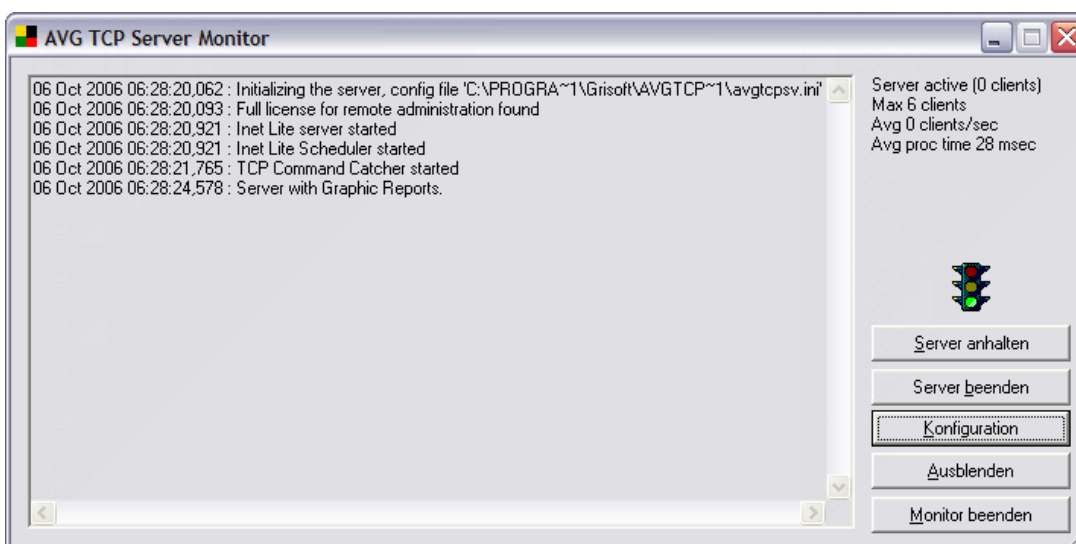 AVG TCP Server Monitor
06 Oct 2006 06:28:20,062 : Initializing the server, config file 'C:\PROGRA~1\Grisoft\AVGTCP~1\avgtcpsv.ini'
06 Oct 2006 06:28:20,093 : Full license for remote administration found
06 Oct 2006 06:28:20,921 : Inet Lite server started
06 Oct 2006 06:28:20,921 : Inet Lite Scheduler started
06 Oct 2006 06:28:21,765 : TCP Command Catcher started
06 Oct 2006 06:28:24,578 : Server with Graphic Reports.
Server active (0 clients)
Max 6 clients
Avg 0 clients/sec
Avg proc time 28 msec
Server anhalten
Server beenden
Konfiguration
Ausblenden
Monitor beenden